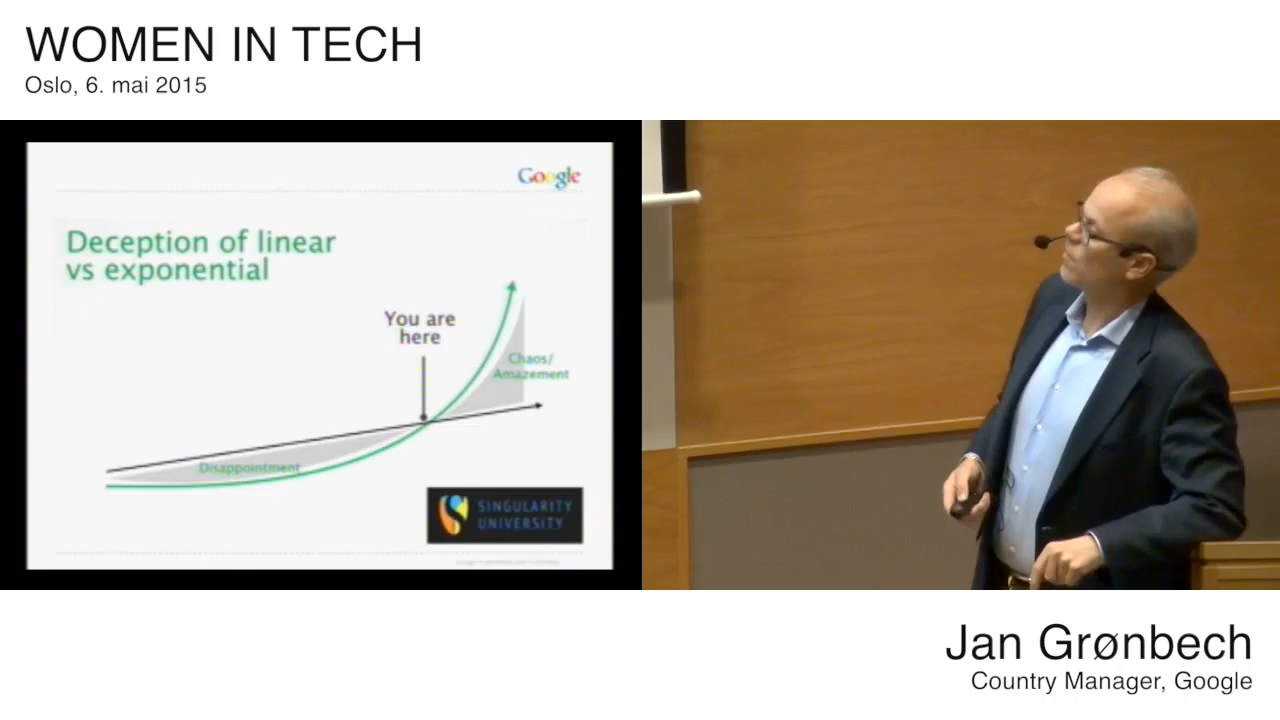 WOMEN IN TECH
Oslo, 6. mai 2015
Google
Deception of linear
vs exponential
You are
here
Chaos/
Amazement
Disappointment
SINGULARITY
UNIVERSITY
Jan Grønbech
Country Manager, Google